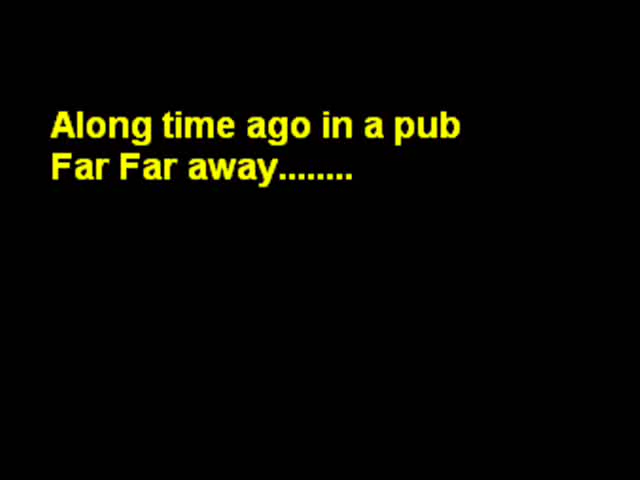 Along time ago in a pub
Far Far away........